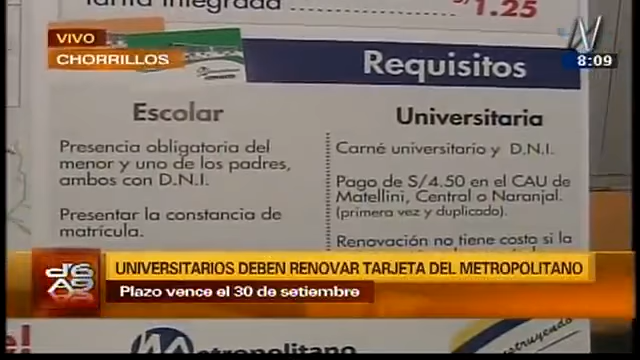 Tarifa Integrada
S/. 1.25
VIVO
CHORRILLOS
N
8:09
Requisitos
Escolar
Presencia obligatoria del
menor y uno de los padres,
ambos con D.N.I.
Presentar la constancia de
matrícula.
Universitaria
Carné universitario y D.N.I.
Pago de S/4.50 en el CAU de
Matellini, Central o Naranjal.
(primera vez y duplicado).
Renovación no tiene costo si la
UNIVERSITARIOS DEBEN RENOVAR TARJETA DEL METROPOLITANO
Plazo vence el 30 de setiembre
Metropolitano